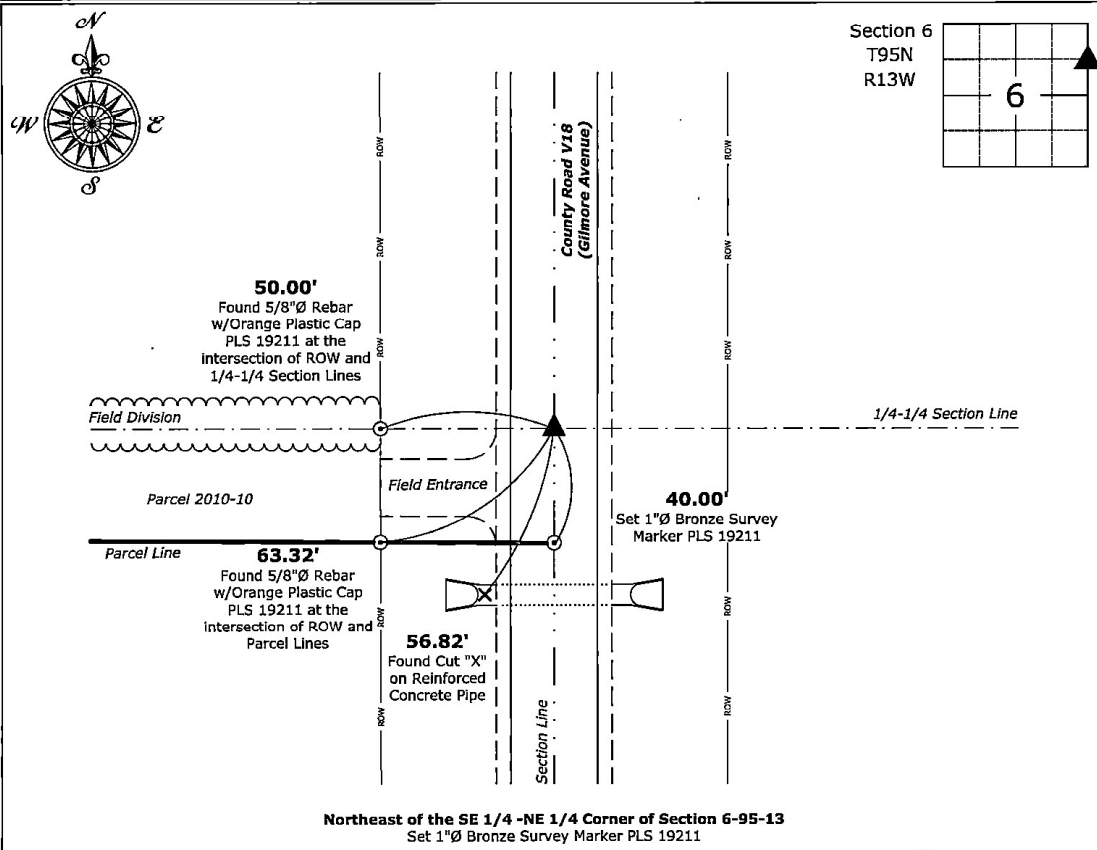 N
W
E
S
Section 6
T95N
R13W
6
County Road V18
(Gilmore Avenue)
ROW
ROW
ROW
ROW
ROW
ROW
ROW
ROW
ROW
ROW
50.00'
Found 5/8"Ø Rebar
w/Orange Plastic Cap
PLS 19211 at the
intersection of ROW and
1/4-1/4 Section Lines
Field Division
1/4-1/4 Section Line
Parcel 2010-10
Field Entrance
40.00'
Set 1"Ø Bronze Survey
Marker PLS 19211
Parcel Line
63.32'
Found 5/8"Ø Rebar
w/Orange Plastic Cap
PLS 19211 at the
intersection of ROW and
Parcel Lines
56.82'
Found Cut "X"
on Reinforced
Concrete Pipe
Section Line
Northeast of the SE 1/4 -NE 1/4 Corner of Section 6-95-13
Set 1"Ø Bronze Survey Marker PLS 19211